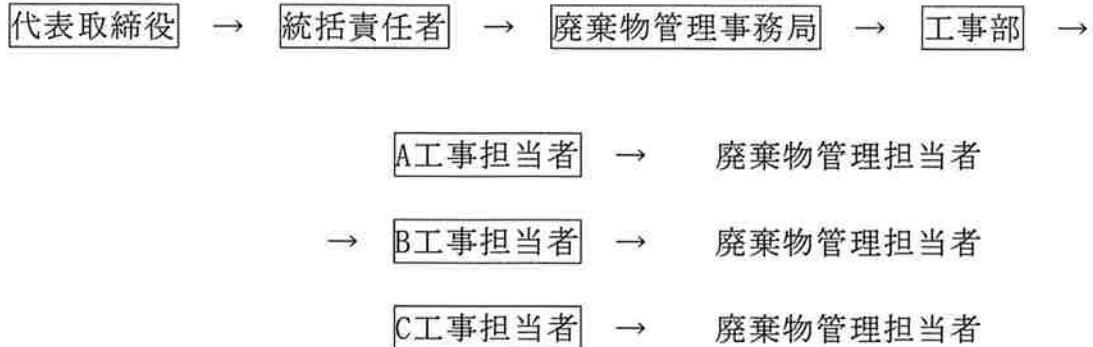 代表取締役 → 統括責任者 → 廃棄物管理事務局 → 工事部 →
A工事担当者 → 廃棄物管理担当者
→ B工事担当者 → 廃棄物管理担当者
C工事担当者 → 廃棄物管理担当者